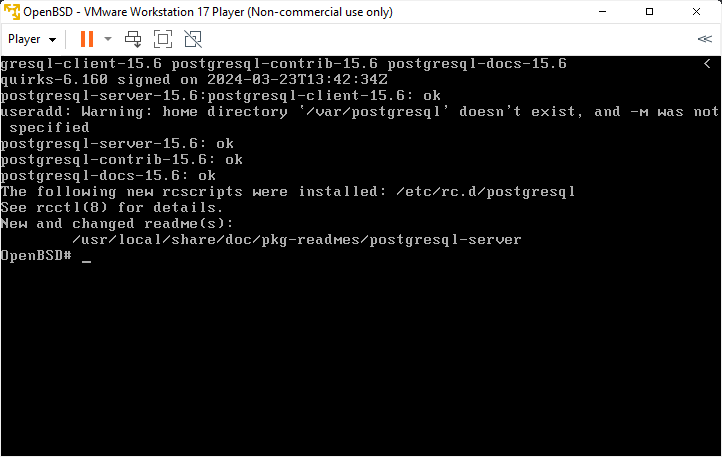 OpenBSD - VMware Workstation 17 Player (Non-commercial use only)
Player
gresql-client-15.6 postgresql-contrib-15.6 postgresql-docs-15.6 <
quirks-6.160 signed on 2024-03-23T13:42:34Z
postgresql-server-15.6:postgresql-client-15.6: ok
useradd: Warning: home directory `/var/postgresql' doesn't exist, and -m was not
 specified
postgresql-server-15.6: ok
postgresql-contrib-15.6: ok
postgresql-docs-15.6: ok
The following new rcscripts were installed: /etc/rc.d/postgresql
See rcctl(8) for details.
New and changed readme(s):
        /usr/local/share/doc/pkg-readmes/postgresql-server
OpenBSD# _